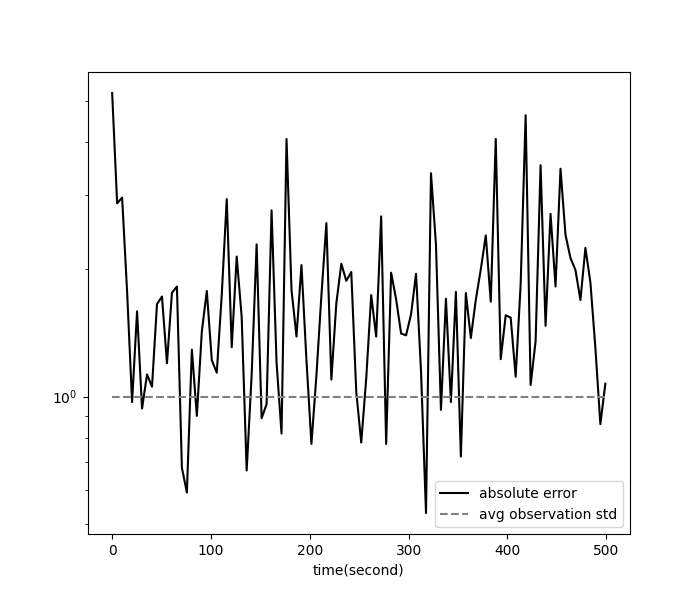 10⁰
0 100 200 300 400 500
time(second)
absolute error
avg observation std